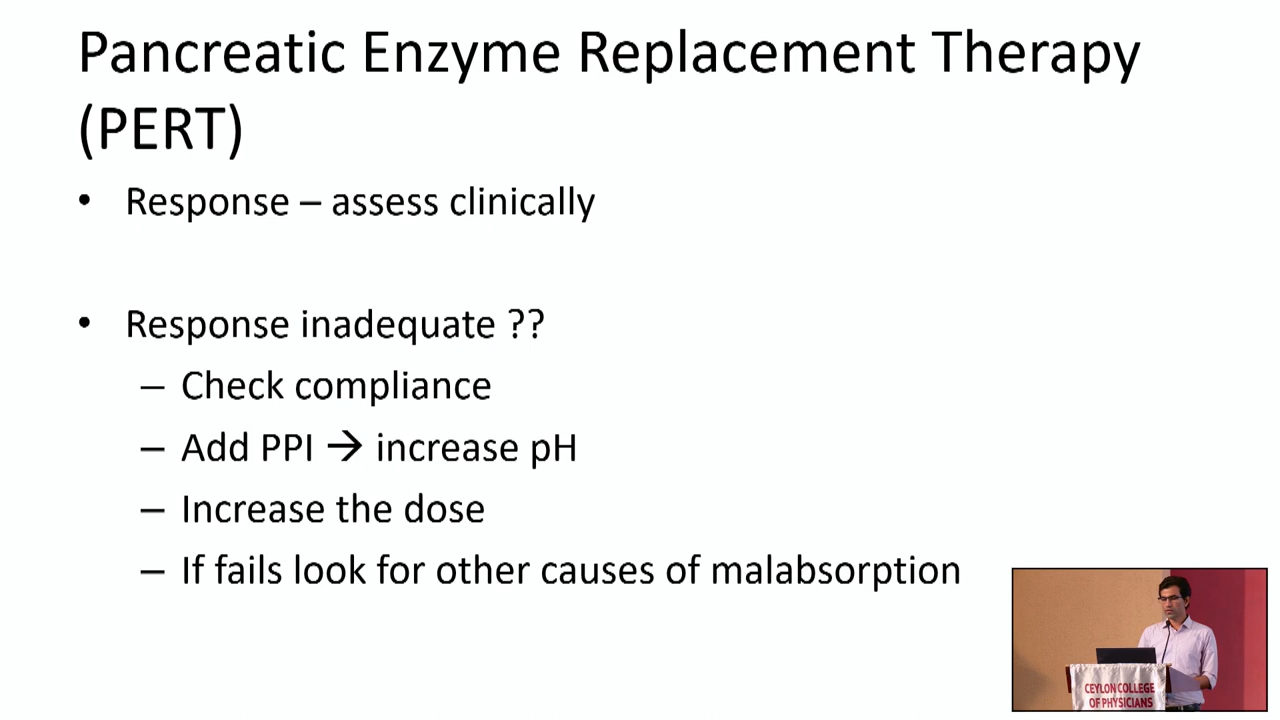 Pancreatic Enzyme Replacement Therapy
(PERT)
• Response – assess clinically
• Response inadequate ??
– Check compliance
– Add PPI → increase pH
– Increase the dose
– If fails look for other causes of malabsorption
CEYLON COLLEGE
OF PHYSICIANS